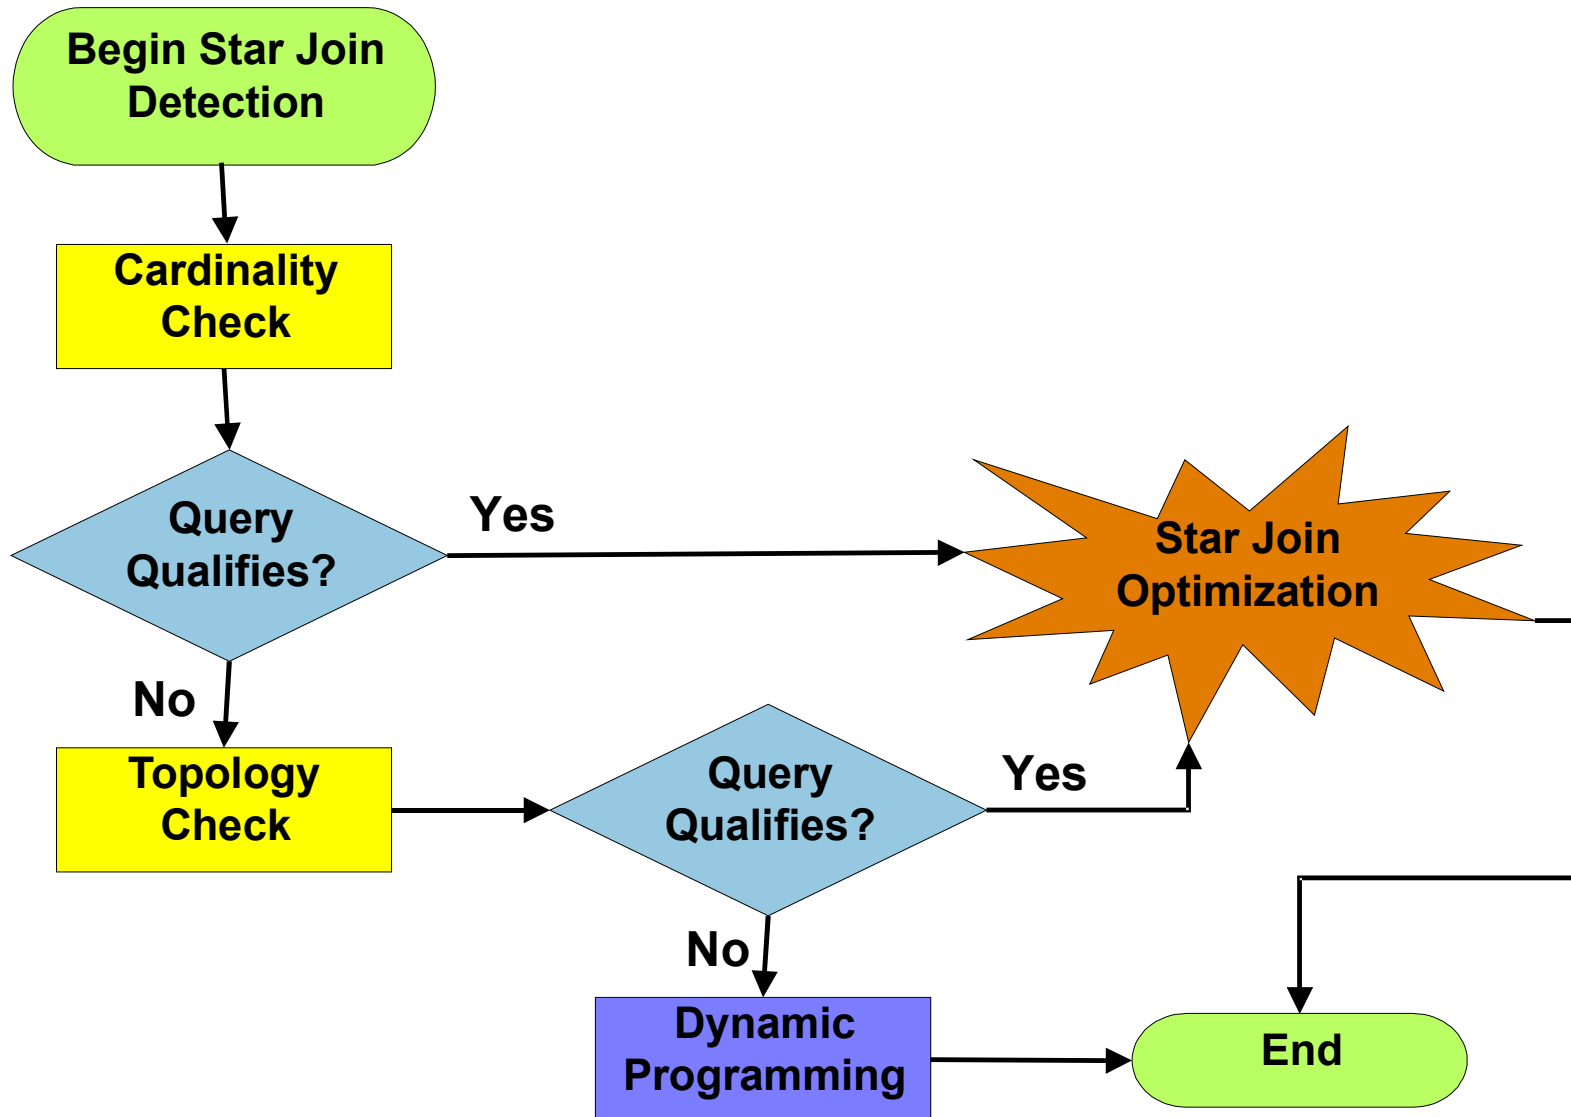 Begin Star Join
Detection
Cardinality
Check
Query
Qualifies?
Yes
Star Join
Optimization
No
Topology
Check
Query
Qualifies?
Yes
No
Dynamic
Programming
End